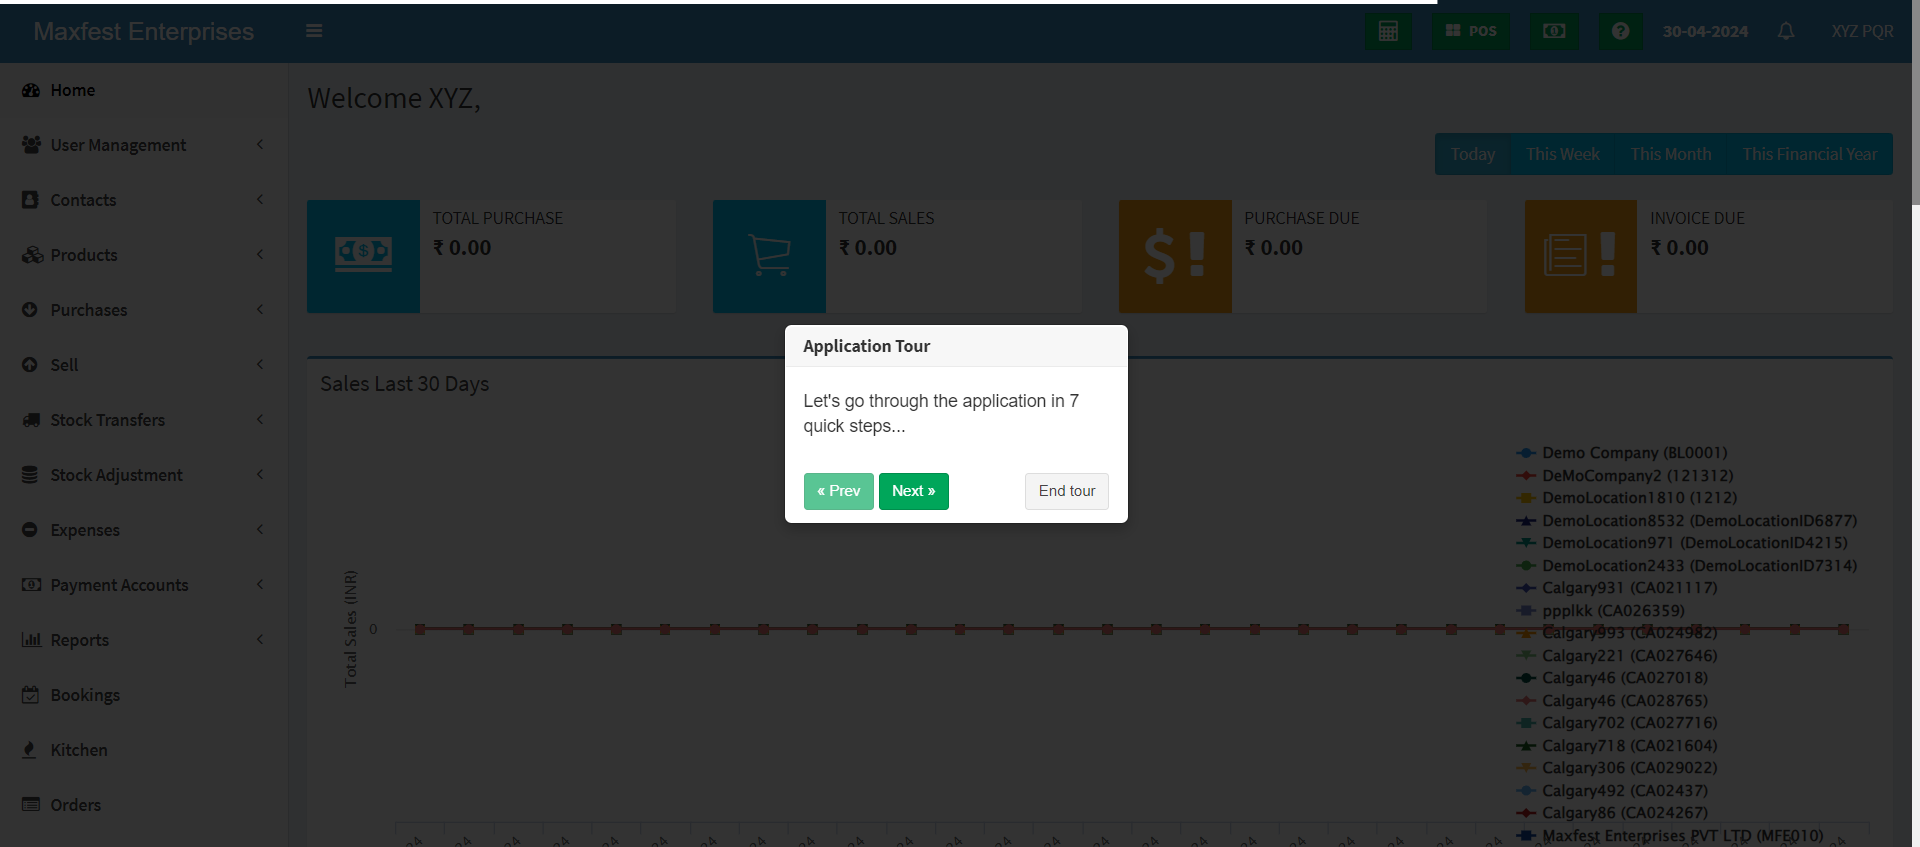 Maxfest Enterprises
POS
30-04-2024
XYZ PQR
Home
User Management
Contacts
Products
Purchases
Sell
Stock Transfers
Stock Adjustment
Expenses
Payment Accounts
Reports
Bookings
Kitchen
Orders
Welcome XYZ,
Today This Week This Month This Financial Year
TOTAL PURCHASE
₹ 0.00
TOTAL SALES
₹ 0.00
PURCHASE DUE
₹ 0.00
INVOICE DUE
₹ 0.00
Application Tour
Let's go through the application in 7
quick steps...
« Prev Next » End tour
Sales Last 30 Days
Total Sales (INR)
0
Demo Company (BL0001)
DeMoCompany2 (121312)
DemoLocation1810 (1212)
DemoLocation8532 (DemoLocationID6877)
DemoLocation971 (DemoLocationID4215)
DemoLocation2433 (DemoLocationID7314)
Calgary931 (CA021117)
ppplkk (CA026359)
Calgary993 (CA024982)
Calgary221 (CA027646)
Calgary46 (CA027018)
Calgary46 (CA028765)
Calgary702 (CA027716)
Calgary718 (CA021604)
Calgary306 (CA029022)
Calgary492 (CA02437)
Calgary86 (CA024267)
Maxfest Enterprises PVT LTD (MFE010)